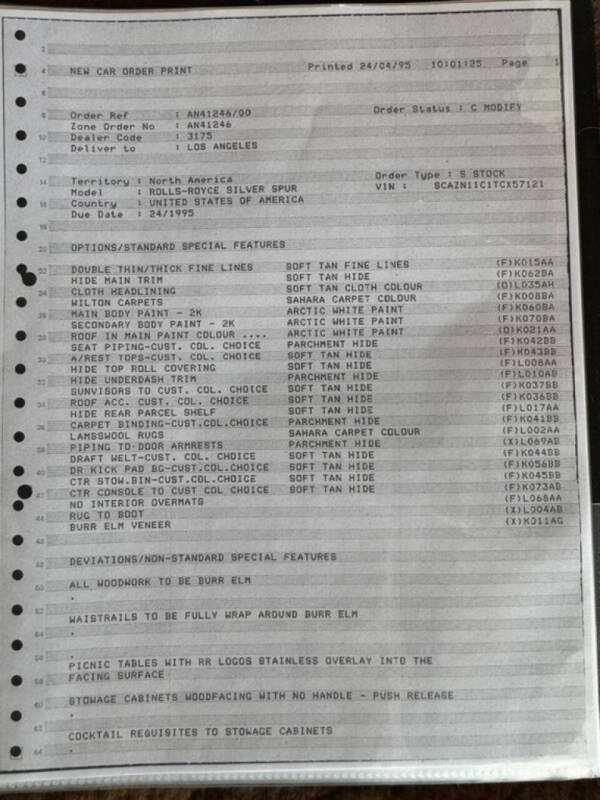 NEW CAR ORDER PRINT Printed 24/04/95 10:01:25 Page 1
Order Ref : AN41246/00 Order Status : C MODIFY
Zone Order No : AN41246
Dealer Code : 3175
Deliver to : LOS ANGELES
Territory : North America Order Type : S STOCK
Model : ROLLS-ROYCE SILVER SPUR VIN : SCAZN11C1TCX57121
Country : UNITED STATES OF AMERICA
Due Date : 24/1995
OPTIONS/STANDARD SPECIAL FEATURES
DOUBLE THIN/THICK FINE LINES SOFT TAN FINE LINES (F)K015AA
HIDE MAIN TRIM SOFT TAN HIDE (F)K062BA
CLOTH HEADLINING SOFT TAN CLOTH COLOUR (O)L035AH
WILTON CARPETS SAHARA CARPET COLOUR (F)K008BA
MAIN BODY PAINT - 2K ARCTIC WHITE PAINT (F)K060BA
SECONDARY BODY PAINT - 2K ARCTIC WHITE PAINT (F)K070BA
ROOF IN MAIN PAINT COLOUR .... ARCTIC WHITE PAINT (O)K021AA
SEAT PIPING-CUST. COL. CHOICE PARCHMENT HIDE (F)K042BB
A/REST TOPS-CUST. COL. CHOICE SOFT TAN HIDE (F)K043BB
HIDE TOP ROLL COVERING SOFT TAN HIDE (F)L008AA
HIDE UNDERDASH TRIM PARCHMENT HIDE (F)L010AB
SUNVISORS TO CUST. COL. CHOICE SOFT TAN HIDE (F)K037BB
ROOF ACC. CUST. COL. CHOICE SOFT TAN HIDE (F)K036BB
HIDE REAR PARCEL SHELF SOFT TAN HIDE (F)L017AA
CARPET BINDING-CUST.COL.CHOICE PARCHMENT HIDE (F)K041BB
LAMBSWOOL RUGS SAHARA CARPET COLOUR (F)L002AA
PIPING TO DOOR ARMRESTS PARCHMENT HIDE (X)L069AB
DRAFT WELT-CUST. COL. CHOICE SOFT TAN HIDE (F)K044BB
DR KICK PAD BG-CUST.COL.CHOICE SOFT TAN HIDE (F)K056BB
CTR STOW.BIN-CUST.COL.CHOICE SOFT TAN HIDE (F)K045BB
CTR CONSOLE TO CUST COL CHOICE SOFT TAN HIDE (F)K073AB
NO INTERIOR OVERMATS (F)L068AA
RUG TO BOOT (X)L004AB
BURR ELM VENEER (X)K011AG
DEVIATIONS/NON-STANDARD SPECIAL FEATURES
ALL WOODWORK TO BE BURR ELM
.
WAISTRAILS TO BE FULLY WRAP AROUND BURR ELM
.
PICNIC TABLES WITH RR LOGOS STAINLESS OVERLAY INTO THE
FACING SURFACE
STOWAGE CABINETS WOODFACING WITH NO HANDLE - PUSH RELEASE
.
COCKTAIL REQUISITES TO STOWAGE CABINETS
.